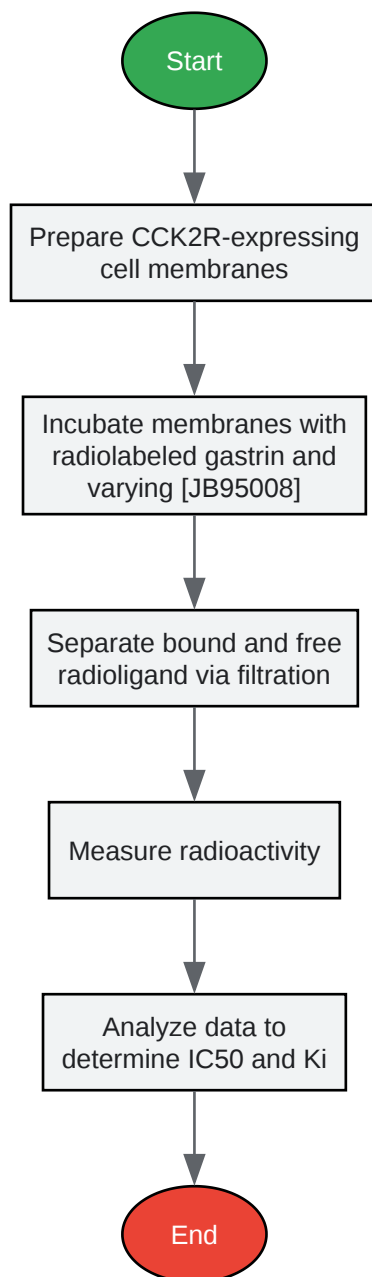 Start
Prepare CCK2R-expressing
cell membranes
Incubate membranes with
radiolabeled gastrin and
varying [JB95008]
Separate bound and free
radioligand via filtration
Measure radioactivity
Analyze data to
determine IC50 and Ki
End